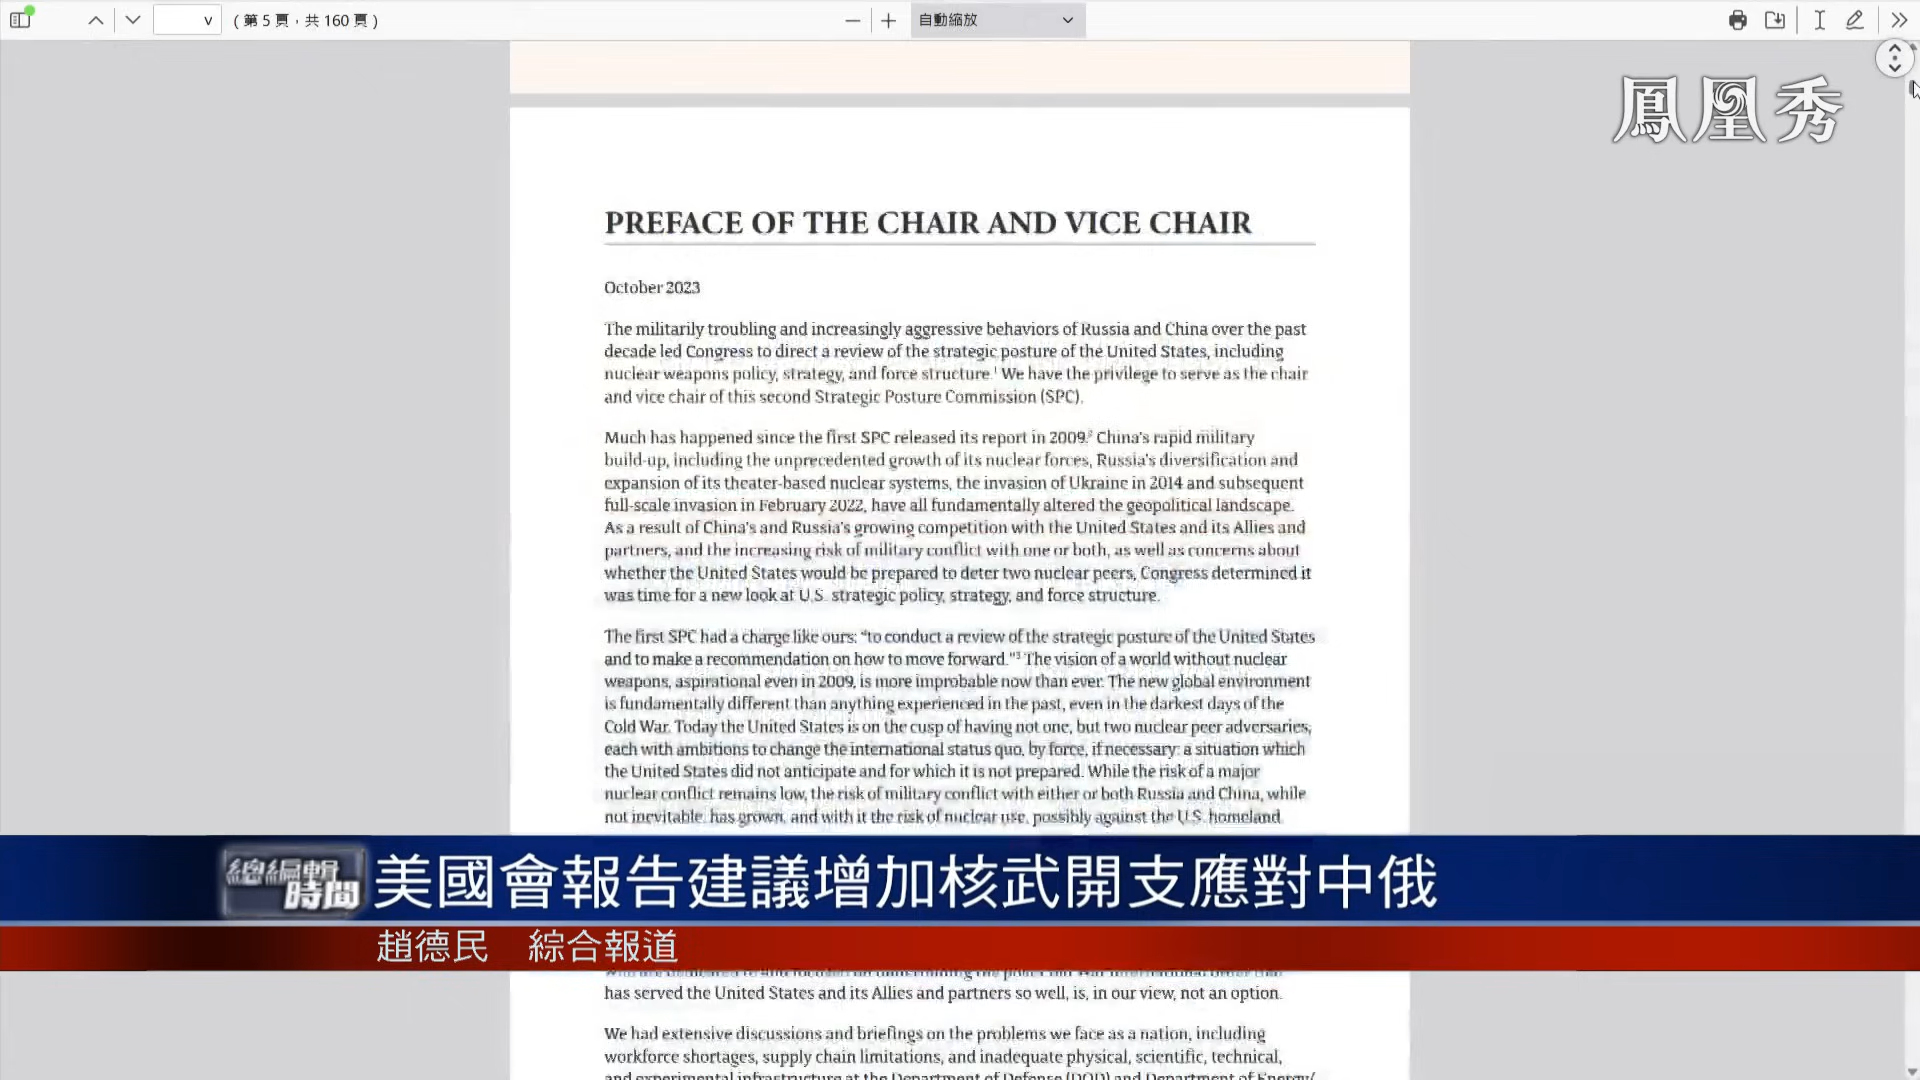 v
( 第 5 頁，共 160 頁 )
自動縮放
鳳凰秀
PREFACE OF THE CHAIR AND VICE CHAIR
October 2023
The militarily troubling and increasingly aggressive behaviors of Russia and China over the past
decade led Congress to direct a review of the strategic posture of the United States, including
nuclear weapons policy, strategy, and force structure.¹ We have the privilege to serve as the chair
and vice chair of this second Strategic Posture Commission (SPC).
Much has happened since the first SPC released its report in 2009.² China's rapid military
build-up, including the unprecedented growth of its nuclear forces, Russia's diversification and
expansion of its theater-based nuclear systems, the invasion of Ukraine in 2014 and subsequent
full-scale invasion in February 2022, have all fundamentally altered the geopolitical landscape.
As a result of China's and Russia's growing competition with the United States and its Allies and
partners, and the increasing risk of military conflict with one or both, as well as concerns about
whether the United States would be prepared to deter two nuclear peers, Congress determined it
was time for a new look at U.S. strategic policy, strategy, and force structure.
The first SPC had a charge like ours: "to conduct a review of the strategic posture of the United States
and to make a recommendation on how to move forward."³ The vision of a world without nuclear
weapons, aspirational even in 2009, is more improbable now than ever. The new global environment
is fundamentally different than anything experienced in the past, even in the darkest days of the
Cold War. Today the United States is on the cusp of having not one, but two nuclear peer adversaries,
each with ambitions to change the international status quo, by force, if necessary: a situation which
the United States did not anticipate and for which it is not prepared. While the risk of a major
nuclear conflict remains low, the risk of military conflict with either or both Russia and China, while
not inevitable, has grown, and with it the risk of nuclear use, possibly against the U.S. homeland.
總編輯時間
美國會報告建議增加核武開支應對中俄
趙德民 綜合報道
has served the United States and its Allies and partners so well, is, in our view, not an option.
We had extensive discussions and briefings on the problems we face as a nation, including
workforce shortages, supply chain limitations, and inadequate physical, scientific, technical,
and experimental infrastructure at the Department of Defense (DOD) and Department of Energy/